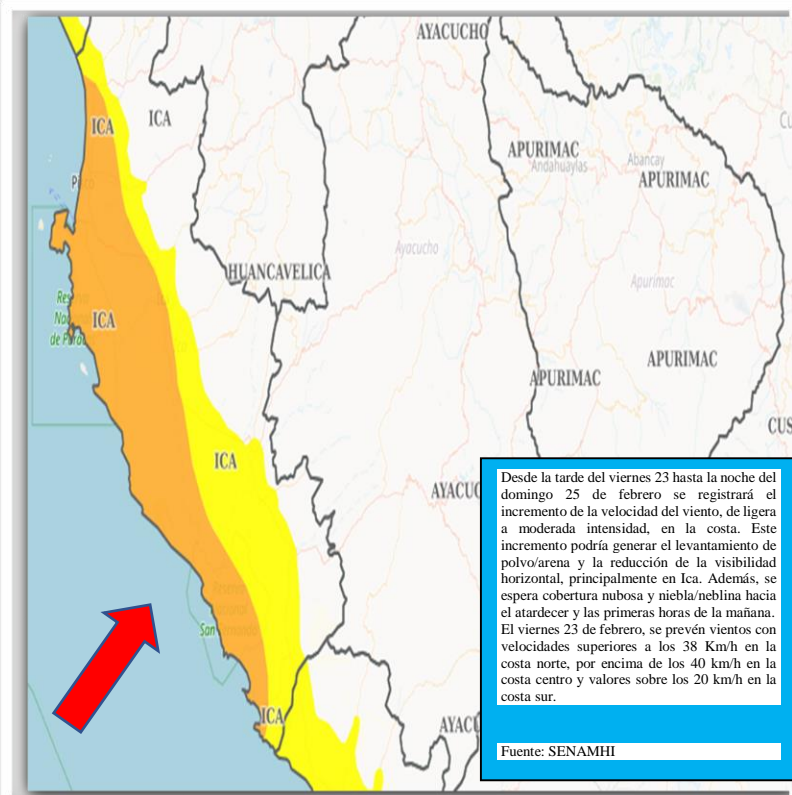 AYACUCHO
ICA
ICA
APURIMAC
Andahuaylas
Abancay
APURIMAC
Ayacucho
HUANCAVELICA
Apurimac
ICA
de
APURIMAC
APURIMAC
CUS
ICA
AYACUC
San
ICA
AYACU
Desde la tarde del viernes 23 hasta la noche del
domingo 25 de febrero se registrará el
incremento de la velocidad del viento, de ligera
a moderada intensidad, en la costa. Este
incremento podría generar el levantamiento de
polvo/arena y la reducción de la visibilidad
horizontal, principalmente en Ica. Además, se
espera cobertura nubosa y niebla/neblina hacia
el atardecer y las primeras horas de la mañana.
El viernes 23 de febrero, se prevén vientos con
velocidades superiores a los 38 Km/h en la
costa norte, por encima de los 40 km/h en la
costa centro y valores sobre los 20 km/h en la
costa sur.
Fuente: SENAMHI